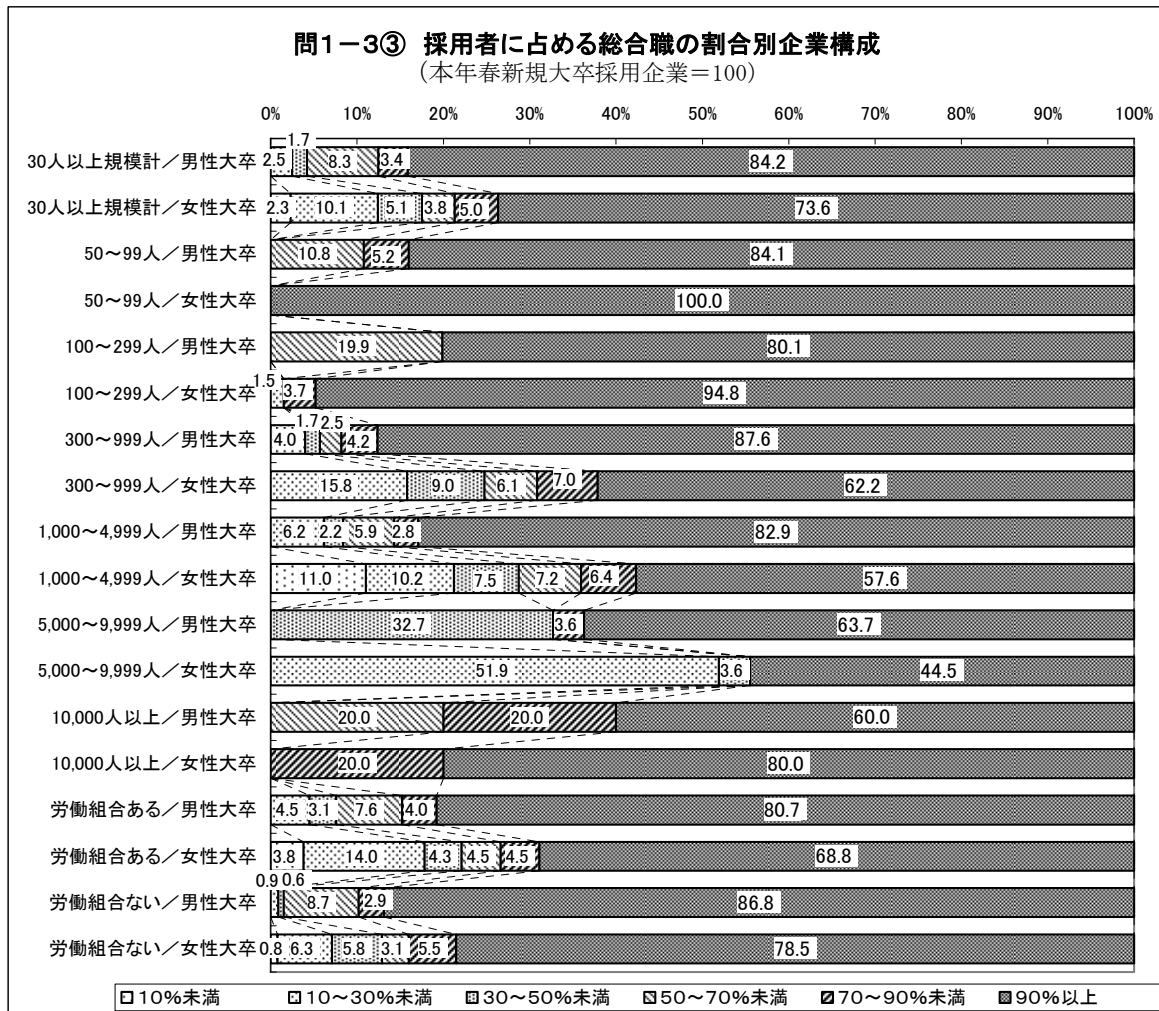 問1－3③ 採用者に占める総合職の割合別企業構成
(本年春新規大卒採用企業＝100)
0% 10% 20% 30% 40% 50% 60% 70% 80% 90% 100%
30人以上規模計／男性大卒 2.5 1.7 8.3 3.4 84.2
30人以上規模計／女性大卒 2.3 10.1 5.1 3.8 5.0 73.6
50～99人／男性大卒 10.8 5.2 84.1
50～99人／女性大卒 100.0
100～299人／男性大卒 19.9 80.1
100～299人／女性大卒 1.5 3.7 94.8
300～999人／男性大卒 4.0 1.7 2.5 4.2 87.6
300～999人／女性大卒 15.8 9.0 6.1 7.0 62.2
1,000～4,999人／男性大卒 6.2 2.2 5.9 2.8 82.9
1,000～4,999人／女性大卒 11.0 10.2 7.5 7.2 6.4 57.6
5,000～9,999人／男性大卒 32.7 3.6 63.7
5,000～9,999人／女性大卒 51.9 3.6 44.5
10,000人以上／男性大卒 20.0 20.0 60.0
10,000人以上／女性大卒 20.0 80.0
労働組合ある／男性大卒 4.5 3.1 7.6 4.0 80.7
労働組合ある／女性大卒 3.8 14.0 4.3 4.5 4.5 68.8
労働組合ない／男性大卒 0.9 0.6 8.7 2.9 86.8
労働組合ない／女性大卒 0.8 6.3 5.8 3.1 5.5 78.5
10%未満 10～30%未満 30～50%未満 50～70%未満 70～90%未満 90%以上